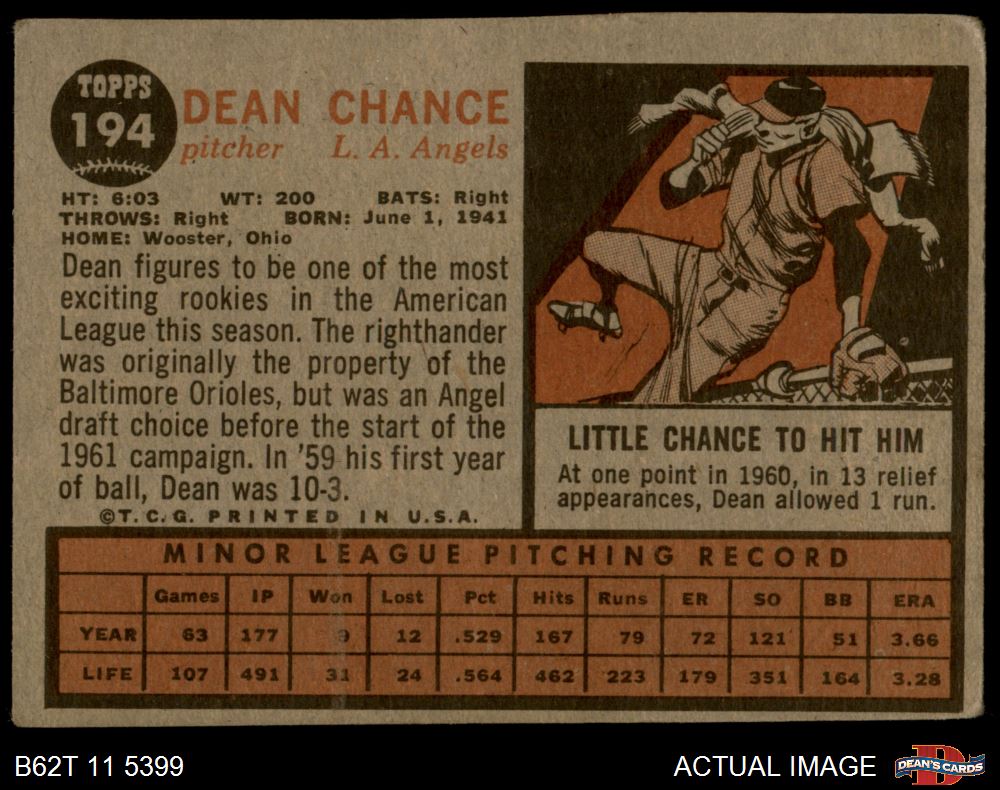 TOPPS
194
DEAN CHANCE
pitcher L. A. Angels
HT: 6:03 WT: 200 BATS: Right
THROWS: Right BORN: June 1, 1941
HOME: Wooster, Ohio
Dean figures to be one of the most
exciting rookies in the American
League this season. The righthander
was originally the property of the
Baltimore Orioles, but was an Angel
draft choice before the start of the
1961 campaign. In '59 his first year
of ball, Dean was 10-3.
©T.C.G. PRINTED IN U.S.A.
LITTLE CHANCE TO HIT HIM
At one point in 1960, in 13 relief
appearances, Dean allowed 1 run.
MINOR LEAGUE PITCHING RECORD
Games IP Won Lost Pct Hits Runs ER SO BB ERA
YEAR 63 177 9 12 .529 167 79 72 121 51 3.66
LIFE 107 491 31 24 .564 462 223 179 351 164 3.28
B62T 11 5399
ACTUAL IMAGE
DEAN'S CARDS